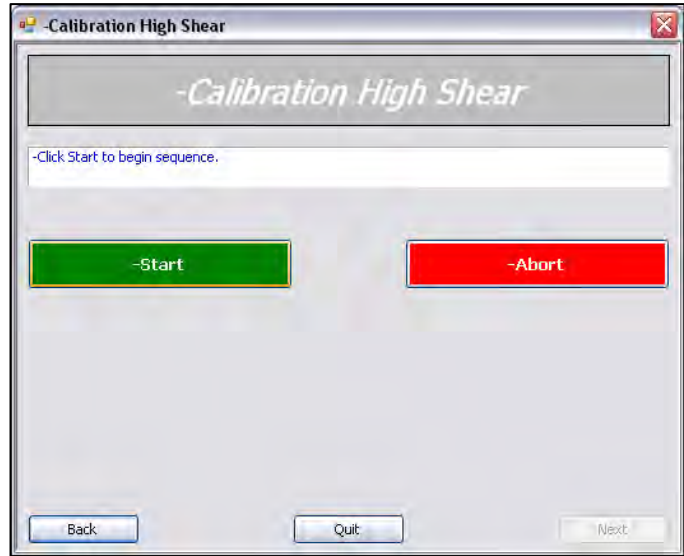 -Calibration High Shear
-Calibration High Shear
-Click Start to begin sequence.
-Start
-Abort
Back
Quit
Next